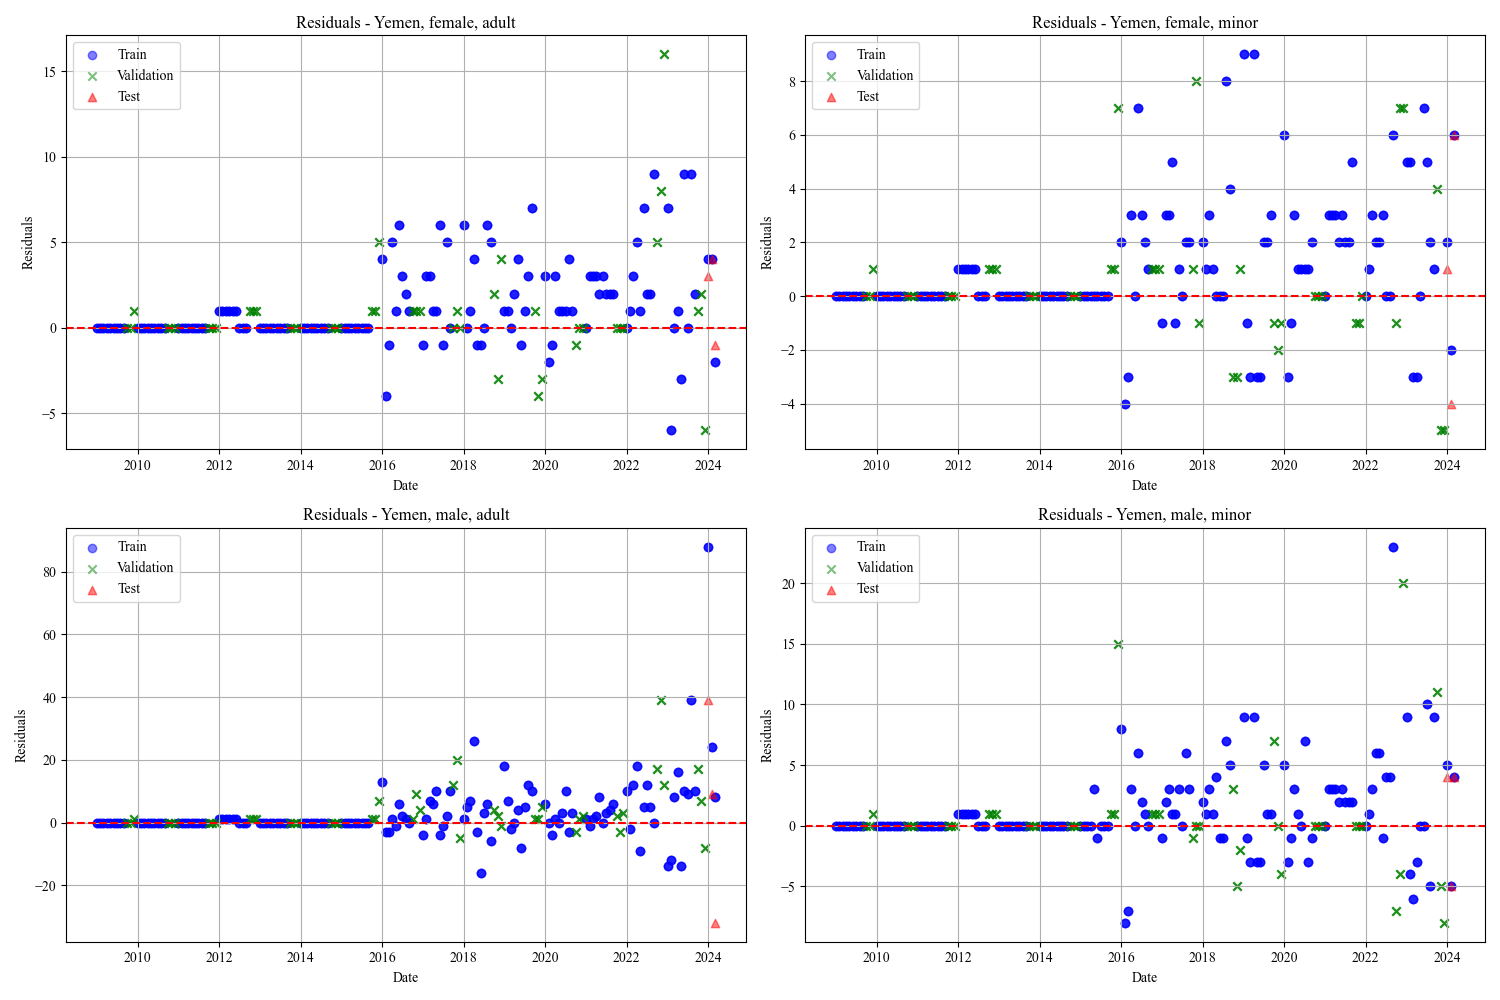 Residuals - Yemen, female, adult
Train
Validation
Test
15
10
5
0
−5
Residuals
2010 2012 2014 2016 2018 2020 2022 2024
Date
Residuals - Yemen, female, minor
Train
Validation
Test
8
6
4
2
0
−2
−4
Residuals
2010 2012 2014 2016 2018 2020 2022 2024
Date
Residuals - Yemen, male, adult
Train
Validation
Test
80
60
40
20
0
−20
Residuals
2010 2012 2014 2016 2018 2020 2022 2024
Date
Residuals - Yemen, male, minor
Train
Validation
Test
20
15
10
5
0
−5
Residuals
2010 2012 2014 2016 2018 2020 2022 2024
Date